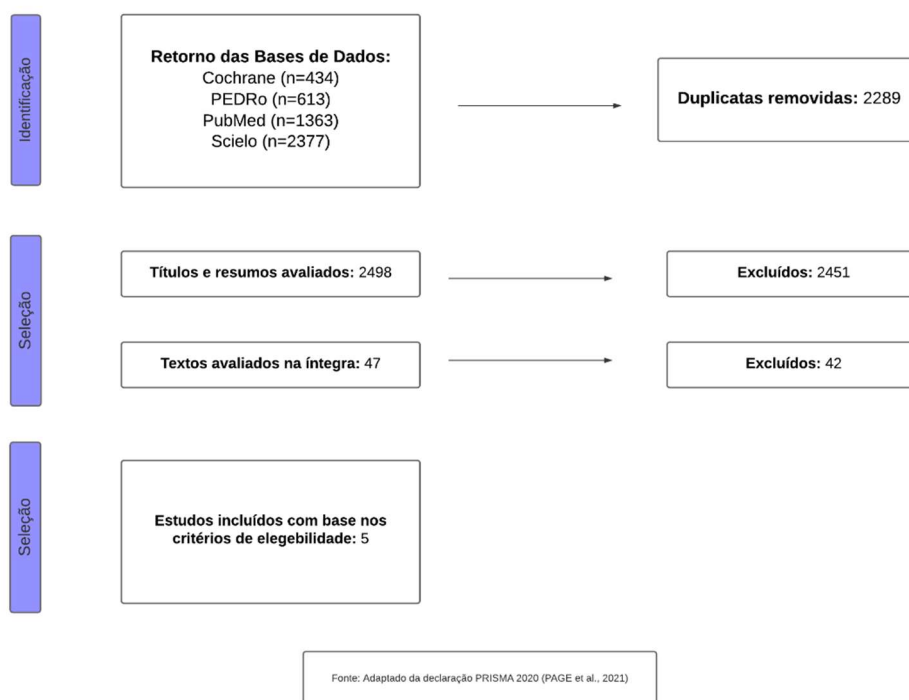 Identificação
Retorno das Bases de Dados:
Cochrane (n=434)
PEDRo (n=613)
PubMed (n=1363)
Scielo (n=2377)
Duplicatas removidas: 2289
Seleção
Títulos e resumos avaliados: 2498
Excluídos: 2451
Textos avaliados na íntegra: 47
Excluídos: 42
Seleção
Estudos incluídos com base nos
critérios de elegebilidade: 5
Fonte: Adaptado da declaração PRISMA 2020 (PAGE et al., 2021)